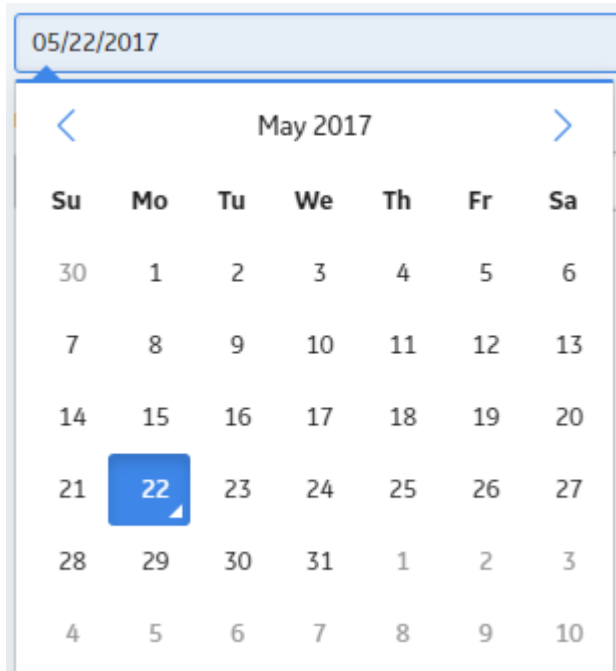 05/22/2017
May 2017
Su Mo Tu We Th Fr Sa
30 1 2 3 4 5 6
7 8 9 10 11 12 13
14 15 16 17 18 19 20
21 22 23 24 25 26 27
28 29 30 31 1 2 3
4 5 6 7 8 9 10